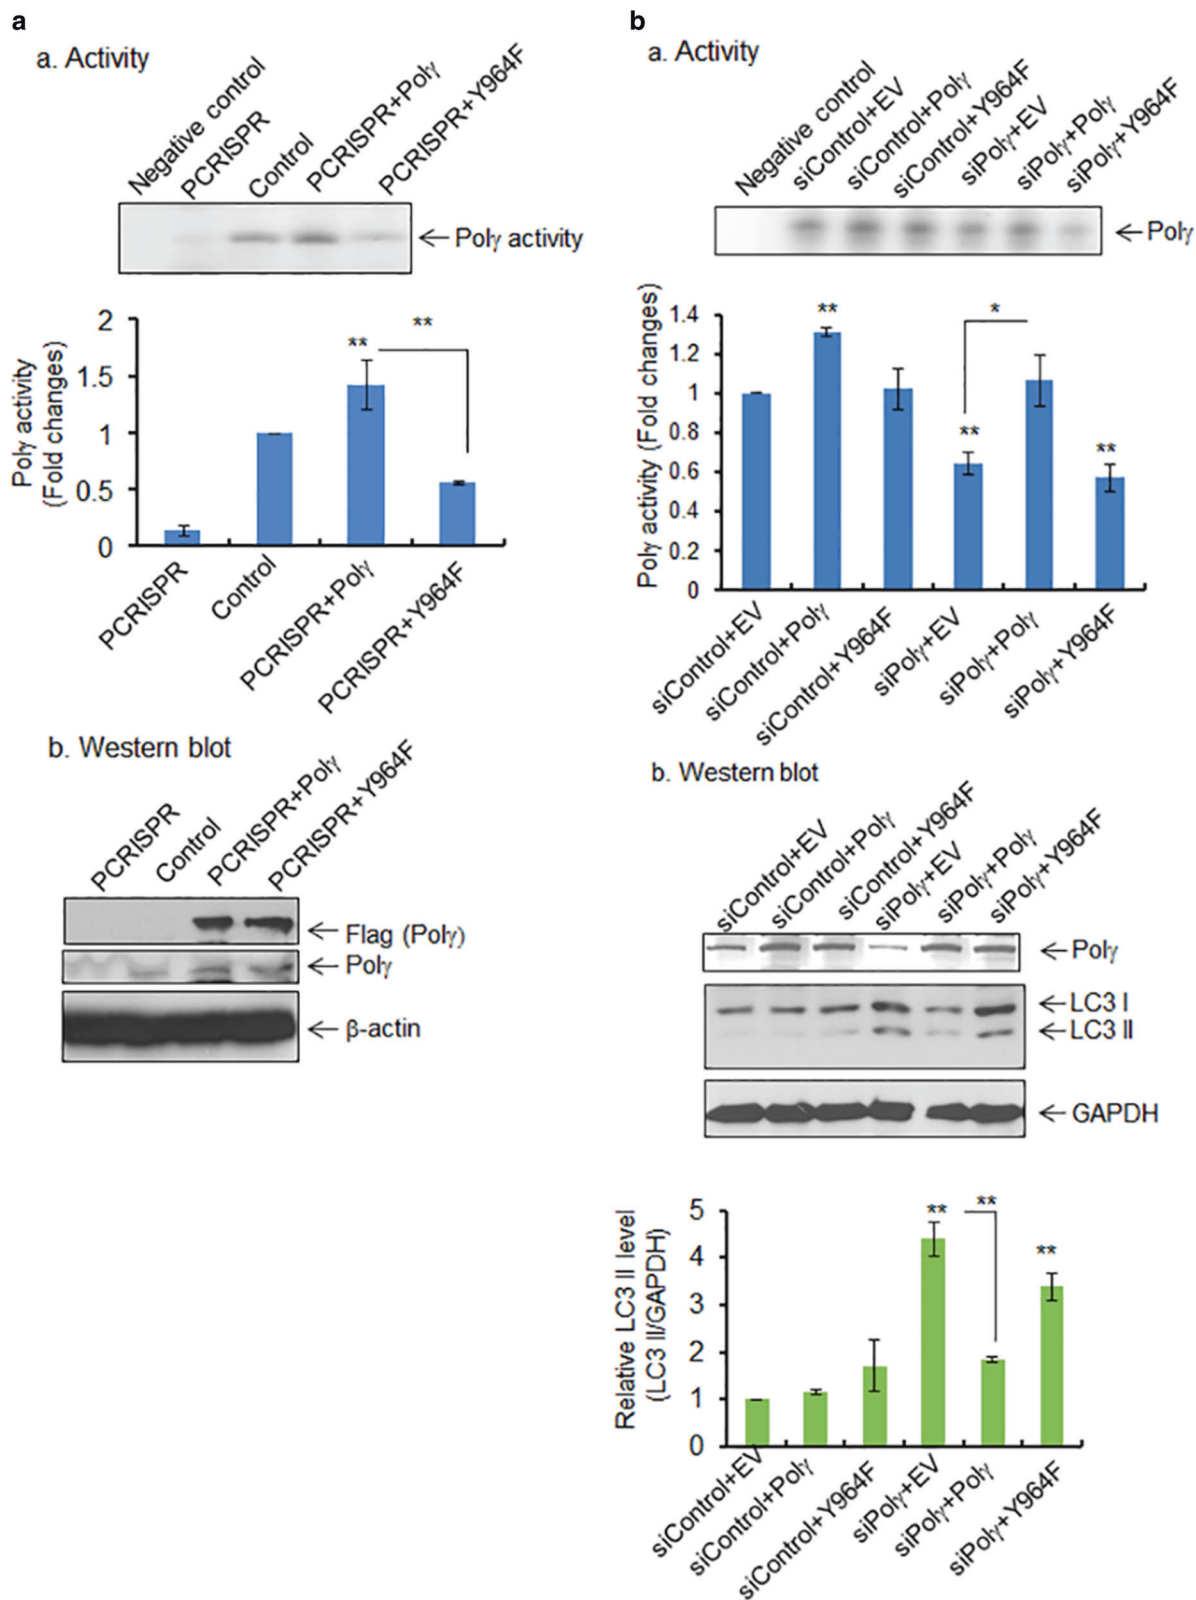 a
a. Activity
Negative control
PCRISPR
Control
PCRISPR+Polγ
PCRISPR+Y964F
Polγ activity
Polγ activity
(Fold changes)
2
1.5
1
0.5
0
**
**
PCRISPR
Control
PCRISPR+Polγ
PCRISPR+Y964F
b. Western blot
PCRISPR
Control
PCRISPR+Polγ
PCRISPR+Y964F
Flag (Polγ)
Polγ
β-actin
b
a. Activity
Negative control
siControl+EV
siControl+Polγ
siControl+Y964F
siPolγ+EV
siPolγ+Polγ
siPolγ+Y964F
Polγ
Polγ activity (Fold changes)
1.4
1.2
1
0.8
0.6
0.4
0.2
0
**
**
*
**
siControl+EV
siControl+Polγ
siControl+Y964F
siPolγ+EV
siPolγ+Polγ
siPolγ+Y964F
b. Western blot
siControl+EV
siControl+Polγ
siControl+Y964F
siPolγ+EV
siPolγ+Polγ
siPolγ+Y964F
Polγ
LC3 I
LC3 II
GAPDH
Relative LC3 II level
(LC3 II/GAPDH)
5
4
3
2
1
0
**
**
**
siControl+EV
siControl+Polγ
siControl+Y964F
siPolγ+EV
siPolγ+Polγ
siPolγ+Y964F